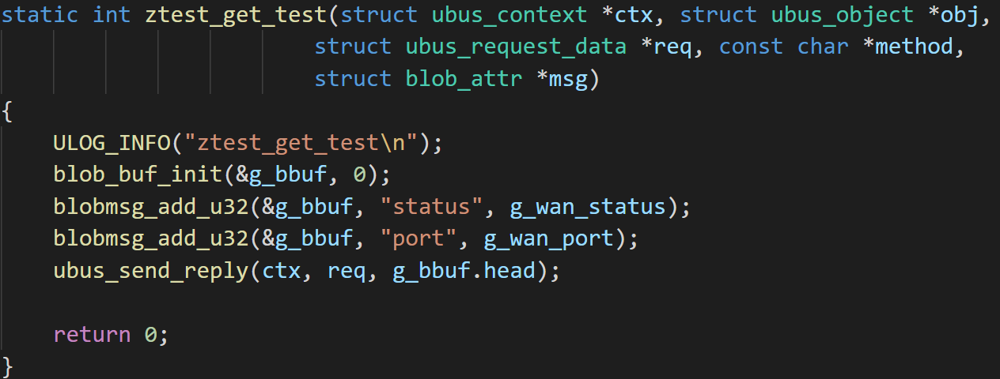 static int ztest_get_test(struct ubus_context *ctx, struct ubus_object *obj,
struct ubus_request_data *req, const char *method,
struct blob_attr *msg)
{
ULOG_INFO("ztest_get_test\n");
blob_buf_init(&g_bbuf, 0);
blobmsg_add_u32(&g_bbuf, "status", g_wan_status);
blobmsg_add_u32(&g_bbuf, "port", g_wan_port);
ubus_send_reply(ctx, req, g_bbuf.head);
return 0;
}